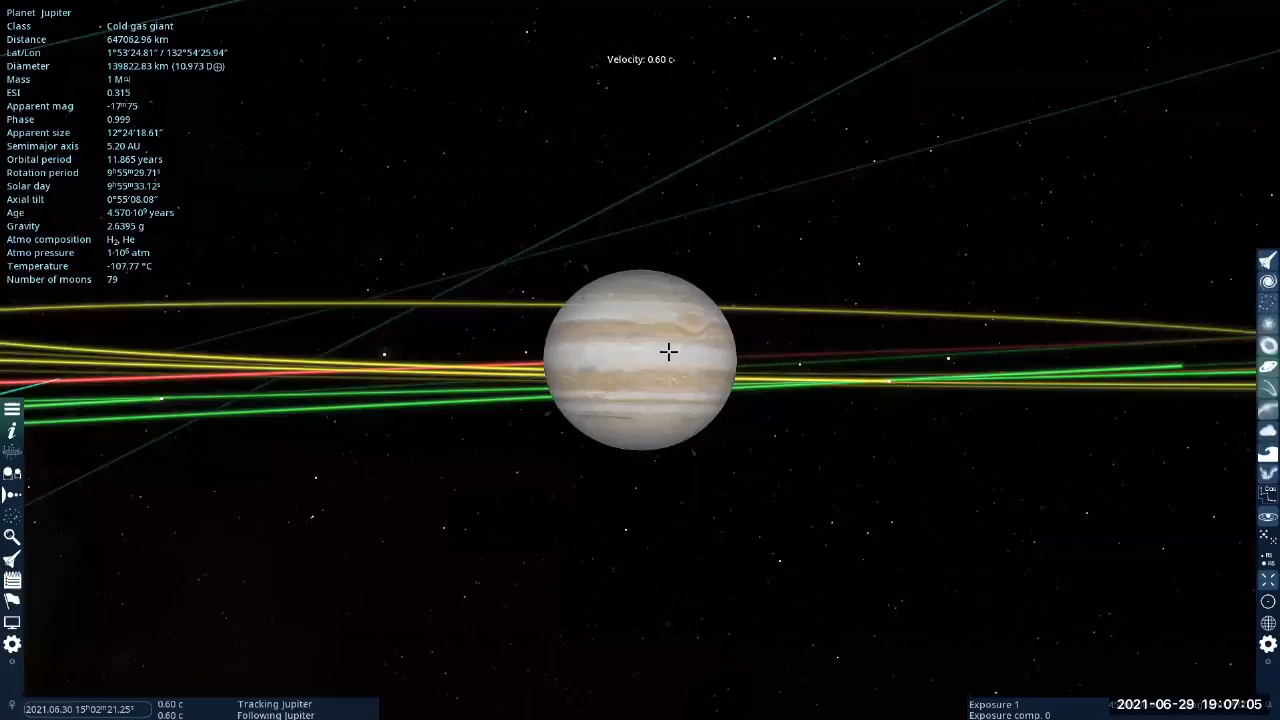 Planet Jupiter
Class Cold gas giant
Distance 647062.96 km
Lat/Lon 1°53′24.81″ / 132°54′25.94″
Diameter 139822.83 km (10.973 D⊕)
Mass 1 M♃
ESI 0.315
Apparent mag -17ᵐ75
Phase 0.999
Apparent size 12°24′18.61″
Semimajor axis 5.20 AU
Orbital period 11.865 years
Rotation period 9ʰ55ᵐ29.71ˢ
Solar day 9ʰ55ᵐ33.12ˢ
Axial tilt 0°55′08.08″
Age 4.570·10⁹ years
Gravity 2.6395 g
Atmo composition H₂, He
Atmo pressure 1·10⁶ atm
Temperature -107.77 °C
Number of moons 79
Velocity: 0.60 c
2021.06.30 15ʰ02ᵐ21.25ˢ
0.60 c
0.60 c
Tracking Jupiter
Following Jupiter
Exposure 1
Exposure comp. 0
2021-06-29 19:07:05